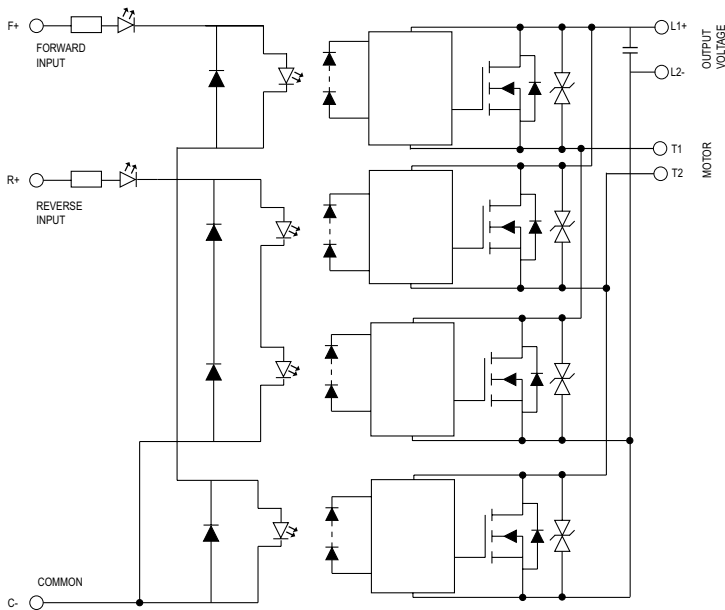 F+
FORWARD
INPUT
L1+
L2-
OUTPUT
VOLTAGE
T1
T2
MOTOR
R+
REVERSE
INPUT
COMMON
C-